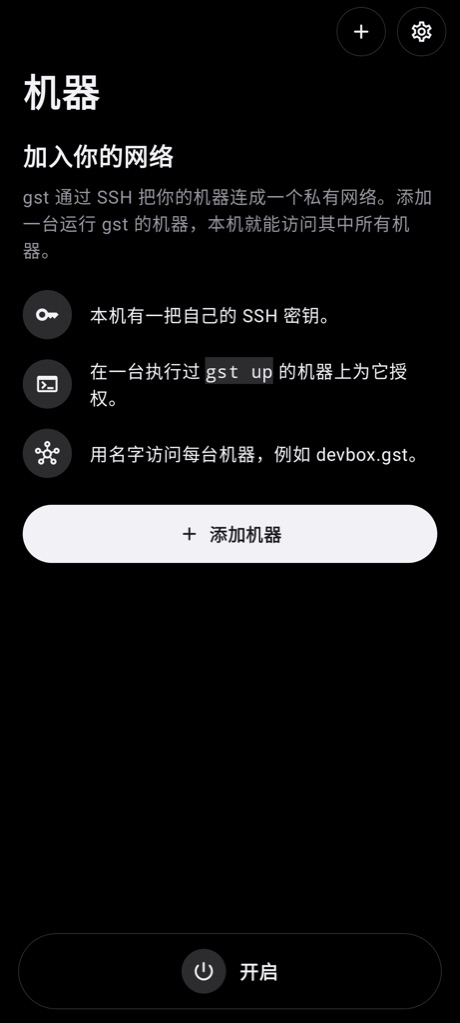 机器
加入你的网络
gst 通过 SSH 把你的机器连成一个私有网络。添加
一台运行 gst 的机器，本机就能访问其中所有机
器。
本机有一把自己的 SSH 密钥。
在一台执行过 gst up 的机器上为它授
权。
用名字访问每台机器，例如 devbox.gst。
添加机器
开启